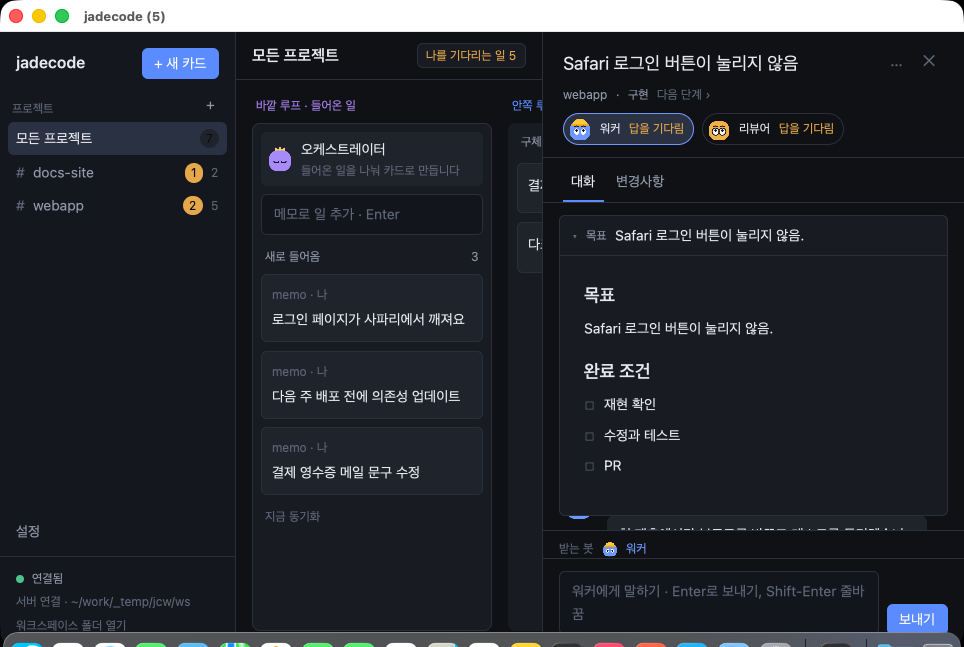 jadecode (5)
jadecode
+ 새 카드
프로젝트
+
모든 프로젝트
7
# docs-site
1
2
# webapp
2
5
설정
연결됨
서버 연결 · ~/work/_temp/jcw/ws
워크스페이스 폴더 열기
모든 프로젝트
나를 기다리는 일 5
바깥 루프 · 들어온 일
안쪽
오케스트레이터
들어온 일을 나눠 카드로 만듭니다
메모로 일 추가 · Enter
새로 들어옴
3
memo · 나
로그인 페이지가 사파리에서 깨져요
memo · 나
다음 주 배포 전에 의존성 업데이트
memo · 나
결제 영수증 메일 문구 수정
지금 동기화
구체
Safari 로그인 버튼이 눌리지 않음
...
webapp · 구현 다음 단계 ›
워커 답을 기다림
리뷰어 답을 기다림
대화
변경사항
목표 Safari 로그인 버튼이 눌리지 않음.
목표
Safari 로그인 버튼이 눌리지 않음.
완료 조건
재현 확인
수정과 테스트
PR
받는 봇 워커
워커에게 말하기 · Enter로 보내기, Shift-Enter 줄바
꿈
보내기